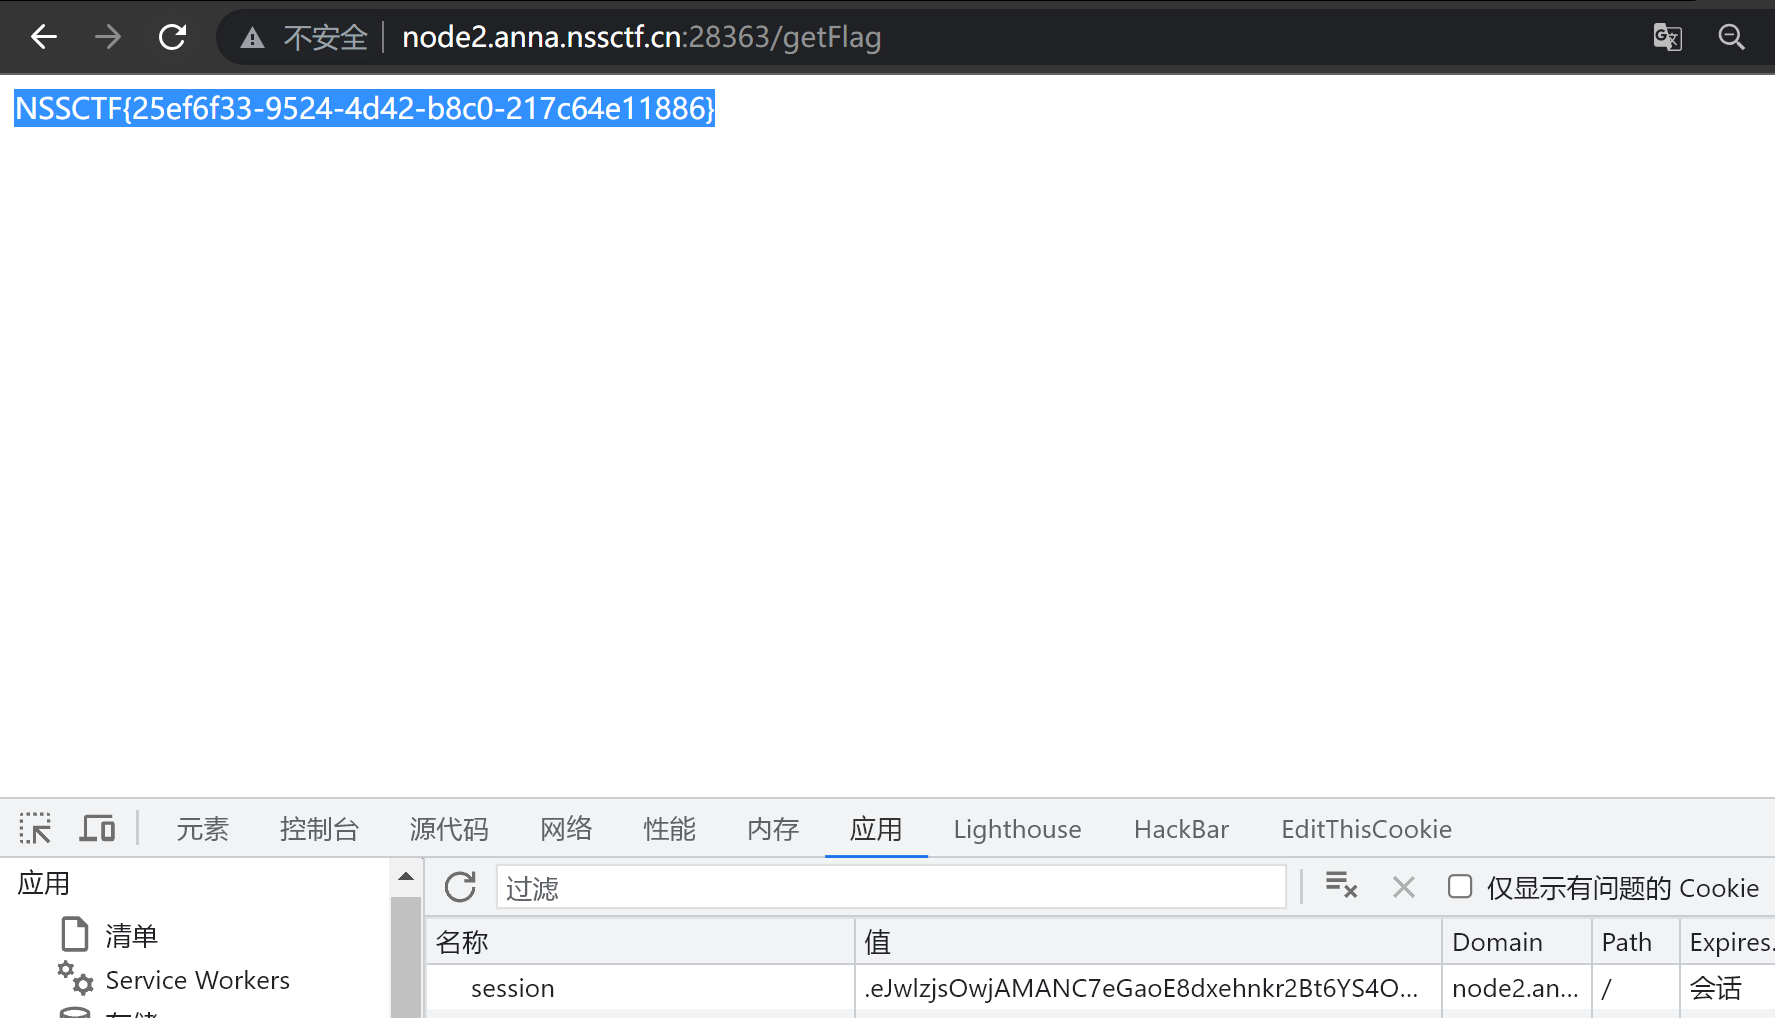 不安全 node2.anna.nssctf.cn:28363/getFlag
NSSCTF{25ef6f33-9524-4d42-b8c0-217c64e11886}
元素 控制台 源代码 网络 性能 内存 应用 Lighthouse HackBar EditThisCookie
应用
过滤 仅显示有问题的 Cookie
清单
名称 值 Domain Path Expires.
Service Workers
session .eJwlzjsOwjAMANC7eGaoE8dxehnkr2Bt6YS4O... node2.an... / 会话
存储